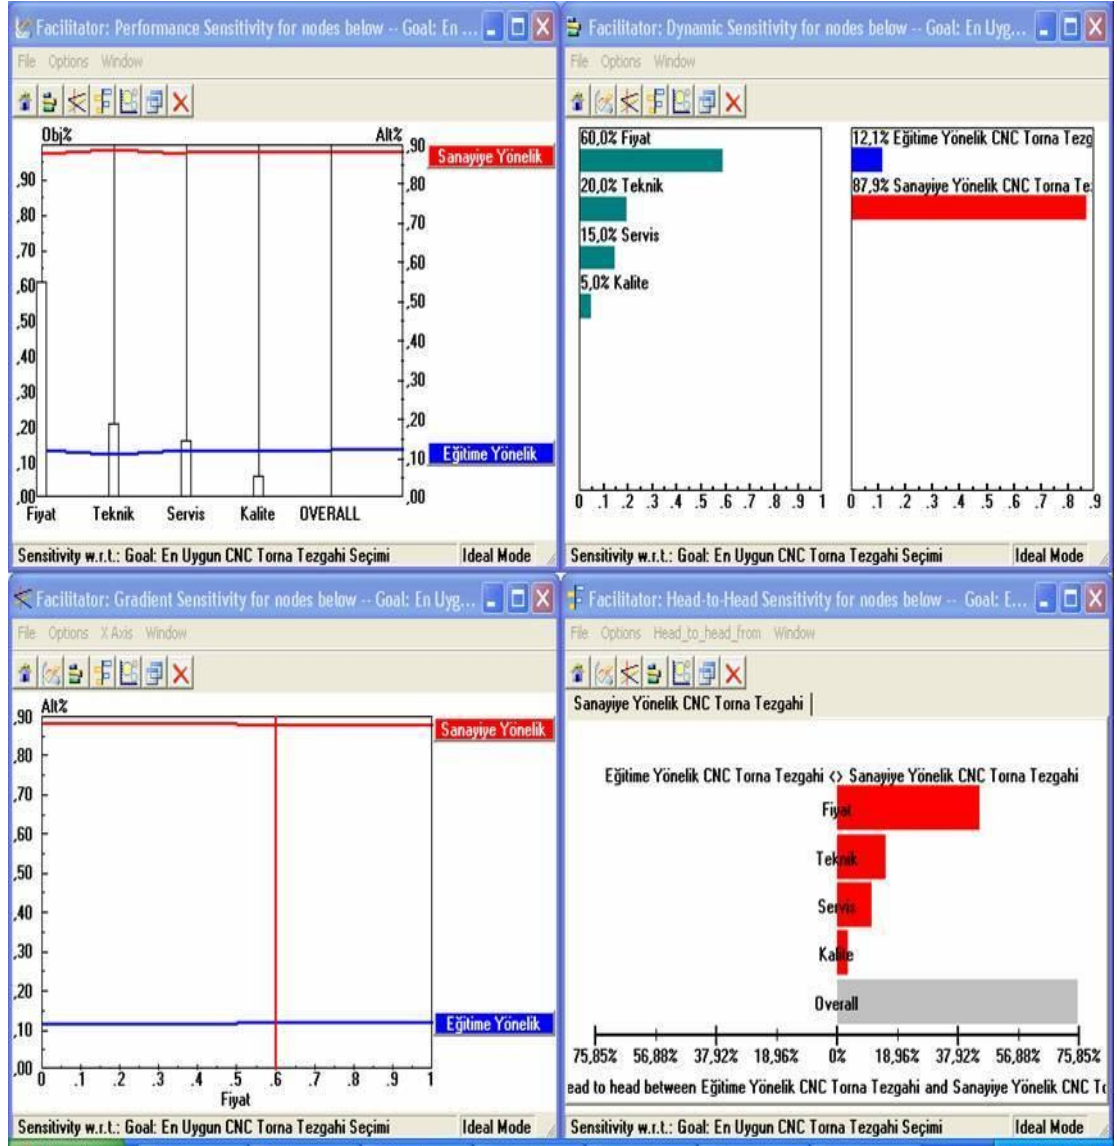 Facilitator: Performance Sensitivity for nodes below -- Goal: En ...
File Options Window
Obj% Alt%
,90
,80
,70
,60
,50
,40
,30
,20
,10
,00
,90
,80
,70
,60
,50
,40
,30
,20
,10
,00
Sanayiye Yönelik
Eğitime Yönelik
Fiyat Teknik Servis Kalite OVERALL
Sensitivity w.r.t.: Goal: En Uygun CNC Torna Tezgahi Seçimi Ideal Mode
Facilitator: Dynamic Sensitivity for nodes below -- Goal: En Uyg...
File Options Window
60,0% Fiyat
20,0% Teknik
15,0% Servis
5,0% Kalite
0 .1 .2 .3 .4 .5 .6 .7 .8 .9 1
12,1% Eğitime Yönelik CNC Torna Tezg
87,9% Sanayiye Yönelik CNC Torna Te
0 .1 .2 .3 .4 .5 .6 .7 .8 .9
Sensitivity w.r.t.: Goal: En Uygun CNC Torna Tezgahi Seçimi Ideal Mode
Facilitator: Gradient Sensitivity for nodes below -- Goal: En Uyg...
File Options X Axis Window
Alt%
,90
,80
,70
,60
,50
,40
,30
,20
,10
,00
Sanayiye Yönelik
Eğitime Yönelik
0 .1 .2 .3 .4 .5 .6 .7 .8 .9 1
Fiyat
Sensitivity w.r.t.: Goal: En Uygun CNC Torna Tezgahi Seçimi Ideal Mode
Facilitator: Head-to-Head Sensitivity for nodes below -- Goal: E...
File Options Head_to_head_from Window
Sanayiye Yönelik CNC Torna Tezgahi
Eğitime Yönelik CNC Torna Tezgahi <> Sanayiye Yönelik CNC Torna Tezgahi
Fiyat
Teknik
Servis
Kalite
Overall
75,85% 56,88% 37,92% 18,96% 0% 18,96% 37,92% 56,88% 75,85%
ead to head between Eğitime Yönelik CNC Torna Tezgahi and Sanayiye Yönelik CNC To
Sensitivity w.r.t.: Goal: En Uygun CNC Torna Tezgahi Seçimi Ideal Mode